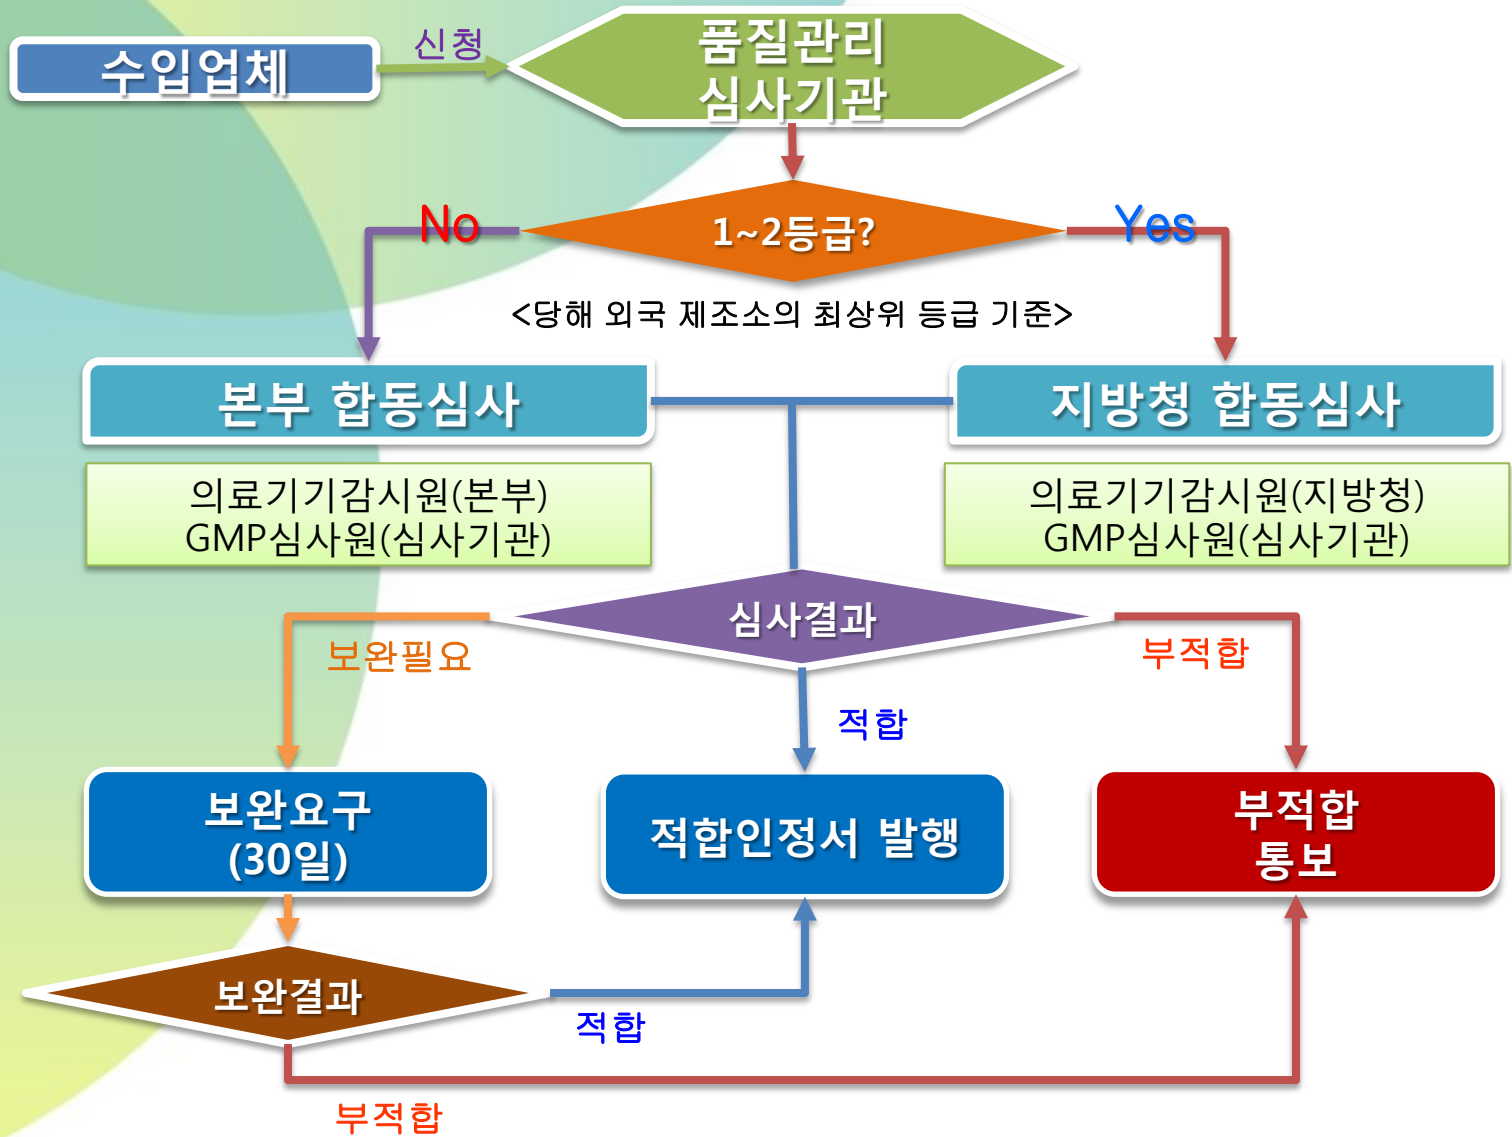 수입업체
신청
품질관리
심사기관
No
1~2등급?
Yes
<당해 외국 제조소의 최상위 등급 기준>
본부 합동심사
지방청 합동심사
의료기기감시원(본부)
GMP심사원(심사기관)
의료기기감시원(지방청)
GMP심사원(심사기관)
심사결과
보완필요
부적합
적합
보완요구
(30일)
적합인정서 발행
부적합
통보
보완결과
적합
부적합